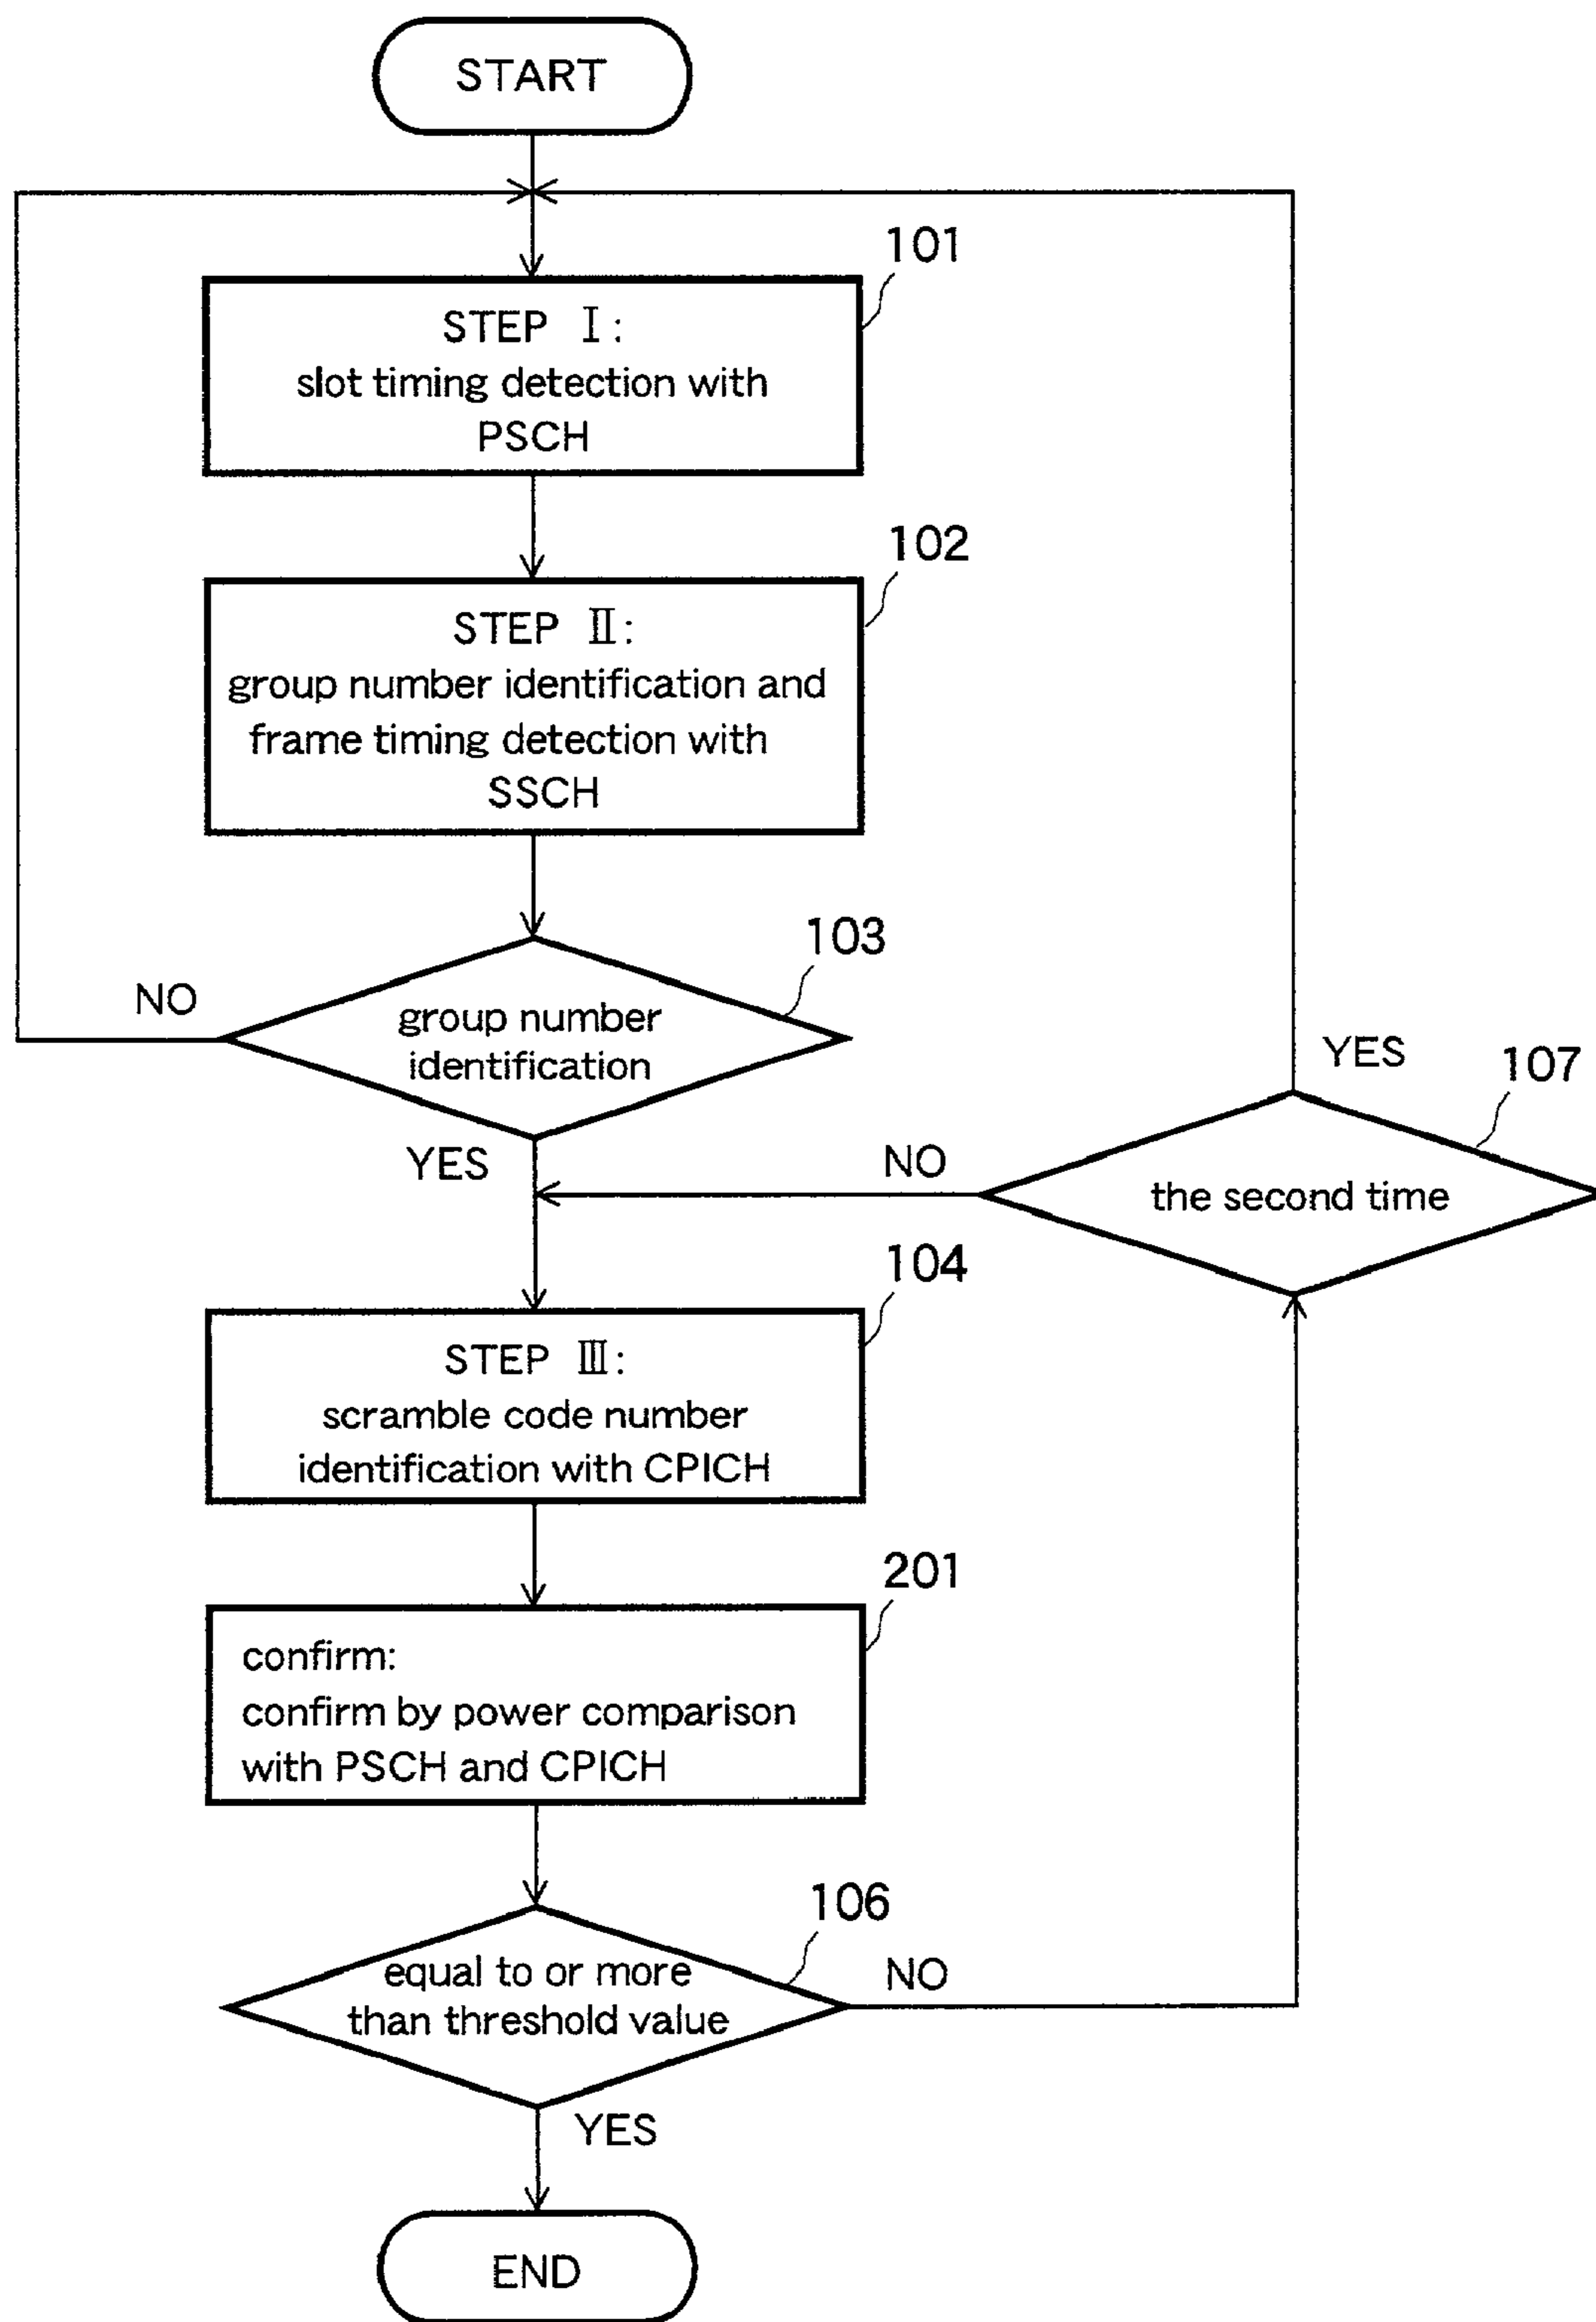 START
101
STEP Ⅰ:
slot timing detection with
PSCH
102
STEP Ⅱ:
group number identification and
frame timing detection with
SSCH
103
NO
group number
identification
YES
YES
107
NO
the second time
104
STEP Ⅲ:
scramble code number
identification with CPICH
201
confirm:
confirm by power comparison
with PSCH and CPICH
106
equal to or more
than threshold value
NO
YES
END